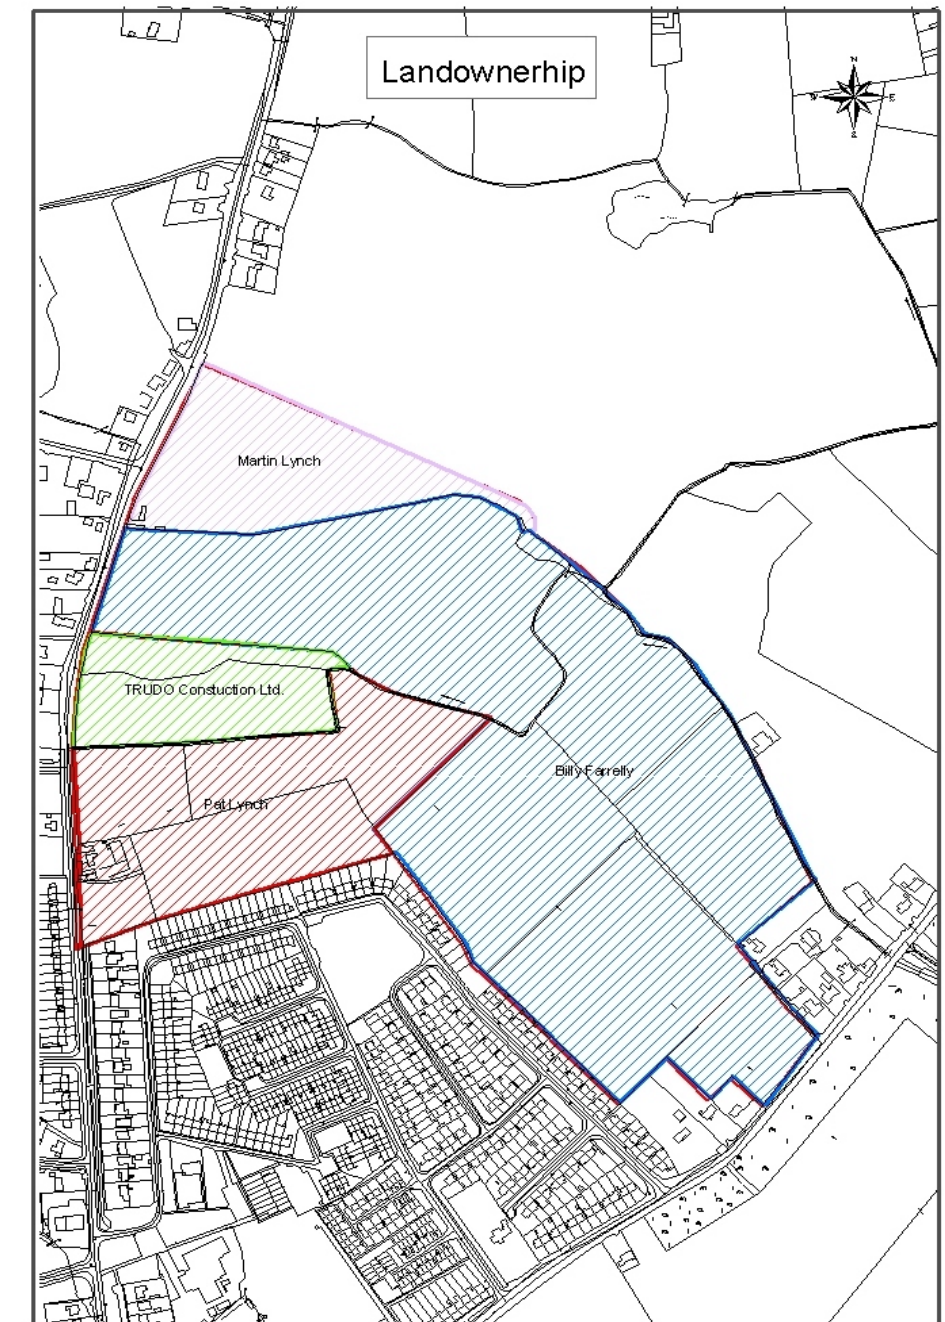 Landownerhip
N
W
E
S
Martin Lynch
TRUDO Constuction Ltd.
Billy Farrelly
Pat Lynch